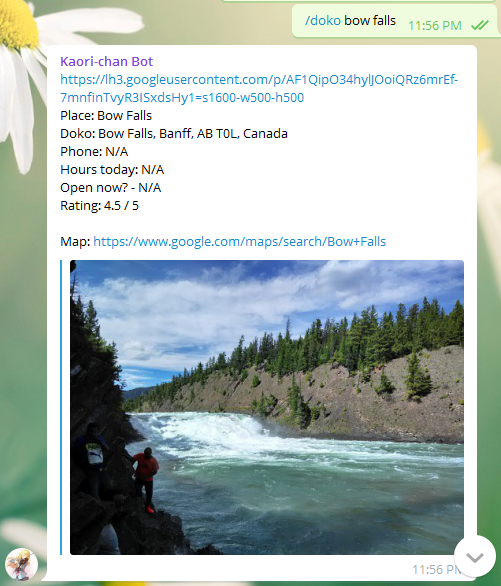 /doko bow falls 11:56 PM
Kaori-chan Bot
https://lh3.googleusercontent.com/p/AF1QipO34hylJOoiQRz6mrEf-
7mnfinTvyR3ISxdsHy1=s1600-w500-h500
Place: Bow Falls
Doko: Bow Falls, Banff, AB T0L, Canada
Phone: N/A
Hours today: N/A
Open now? - N/A
Rating: 4.5 / 5
Map: https://www.google.com/maps/search/Bow+Falls
11:56 PM